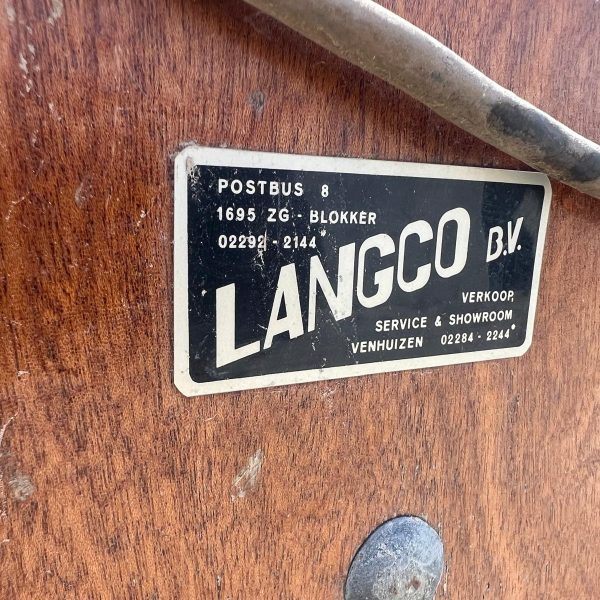 POSTBUS 8
1695 ZG - BLOKKER
02292 - 2144
LANGCO B.V.
VERKOOP,
SERVICE & SHOWROOM
VENHUIZEN 02284 - 2244